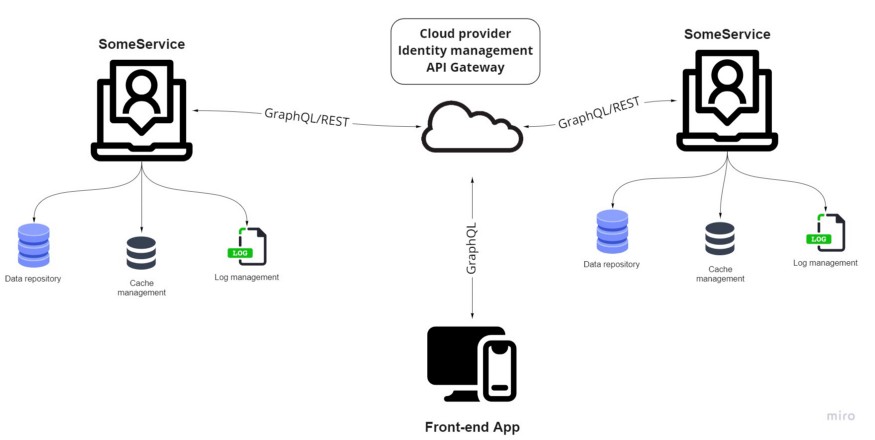 SomeService
Cloud provider
Identity management
API Gateway
SomeService
GraphQL/REST
GraphQL/REST
GraphQL
Data repository
Cache
management
LOG
Log management
Data repository
Cache
management
LOG
Log management
Front-end App
miro